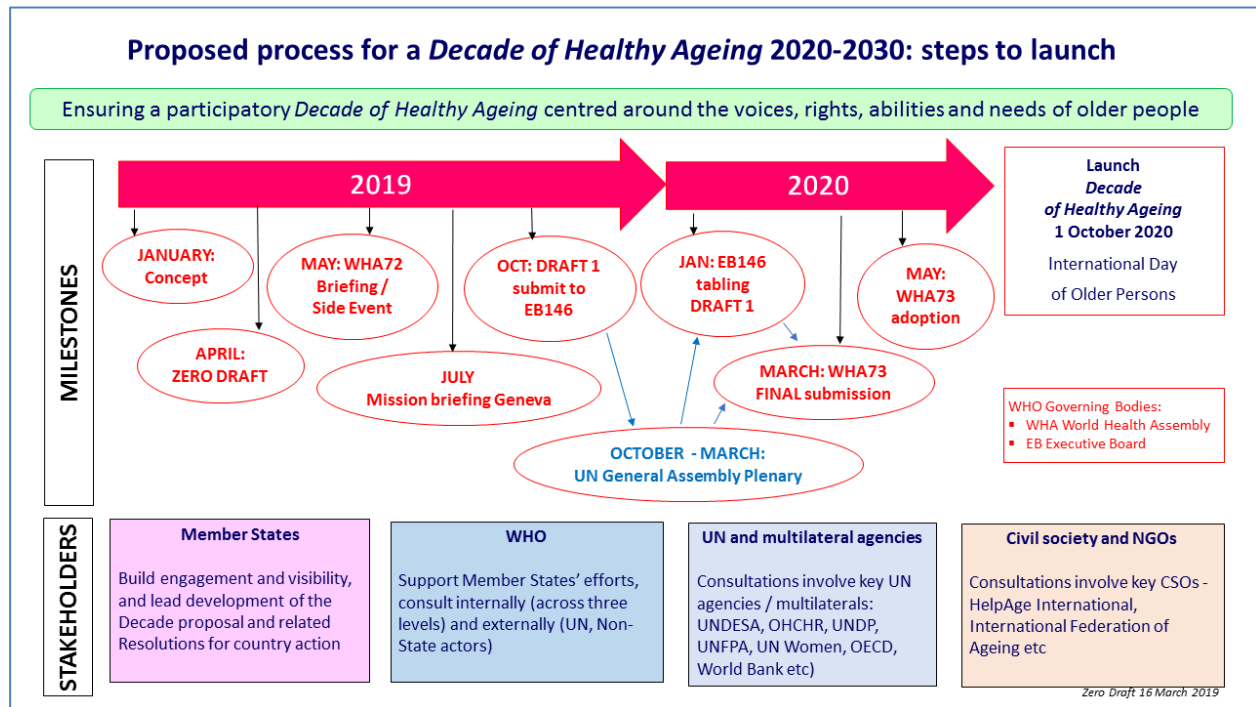 Proposed process for a Decade of Healthy Ageing 2020-2030: steps to launch
Ensuring a participatory Decade of Healthy Ageing centred around the voices, rights, abilities and needs of older people
MILESTONES
2019
2020
JANUARY:
Concept
APRIL:
ZERO DRAFT
MAY: WHA72
Briefing /
Side Event
JULY
Mission briefing Geneva
OCT: DRAFT 1
submit to
EB146
OCTOBER - MARCH:
UN General Assembly Plenary
JAN: EB146
tabling
DRAFT 1
MARCH: WHA73
FINAL submission
MAY:
WHA73
adoption
Launch
Decade
of Healthy Ageing
1 October 2020
International Day
of Older Persons
WHO Governing Bodies:
▪ WHA World Health Assembly
▪ EB Executive Board
STAKEHOLDERS
Member States
Build engagement and visibility,
and lead development of the
Decade proposal and related
Resolutions for country action
WHO
Support Member States’ efforts,
consult internally (across three
levels) and externally (UN, Non-
State actors)
UN and multilateral agencies
Consultations involve key UN
agencies / multilaterals:
UNDESA, OHCHR, UNDP,
UNFPA, UN Women, OECD,
World Bank etc)
Civil society and NGOs
Consultations involve key CSOs -
HelpAge International,
International Federation of
Ageing etc
Zero Draft 16 March 2019